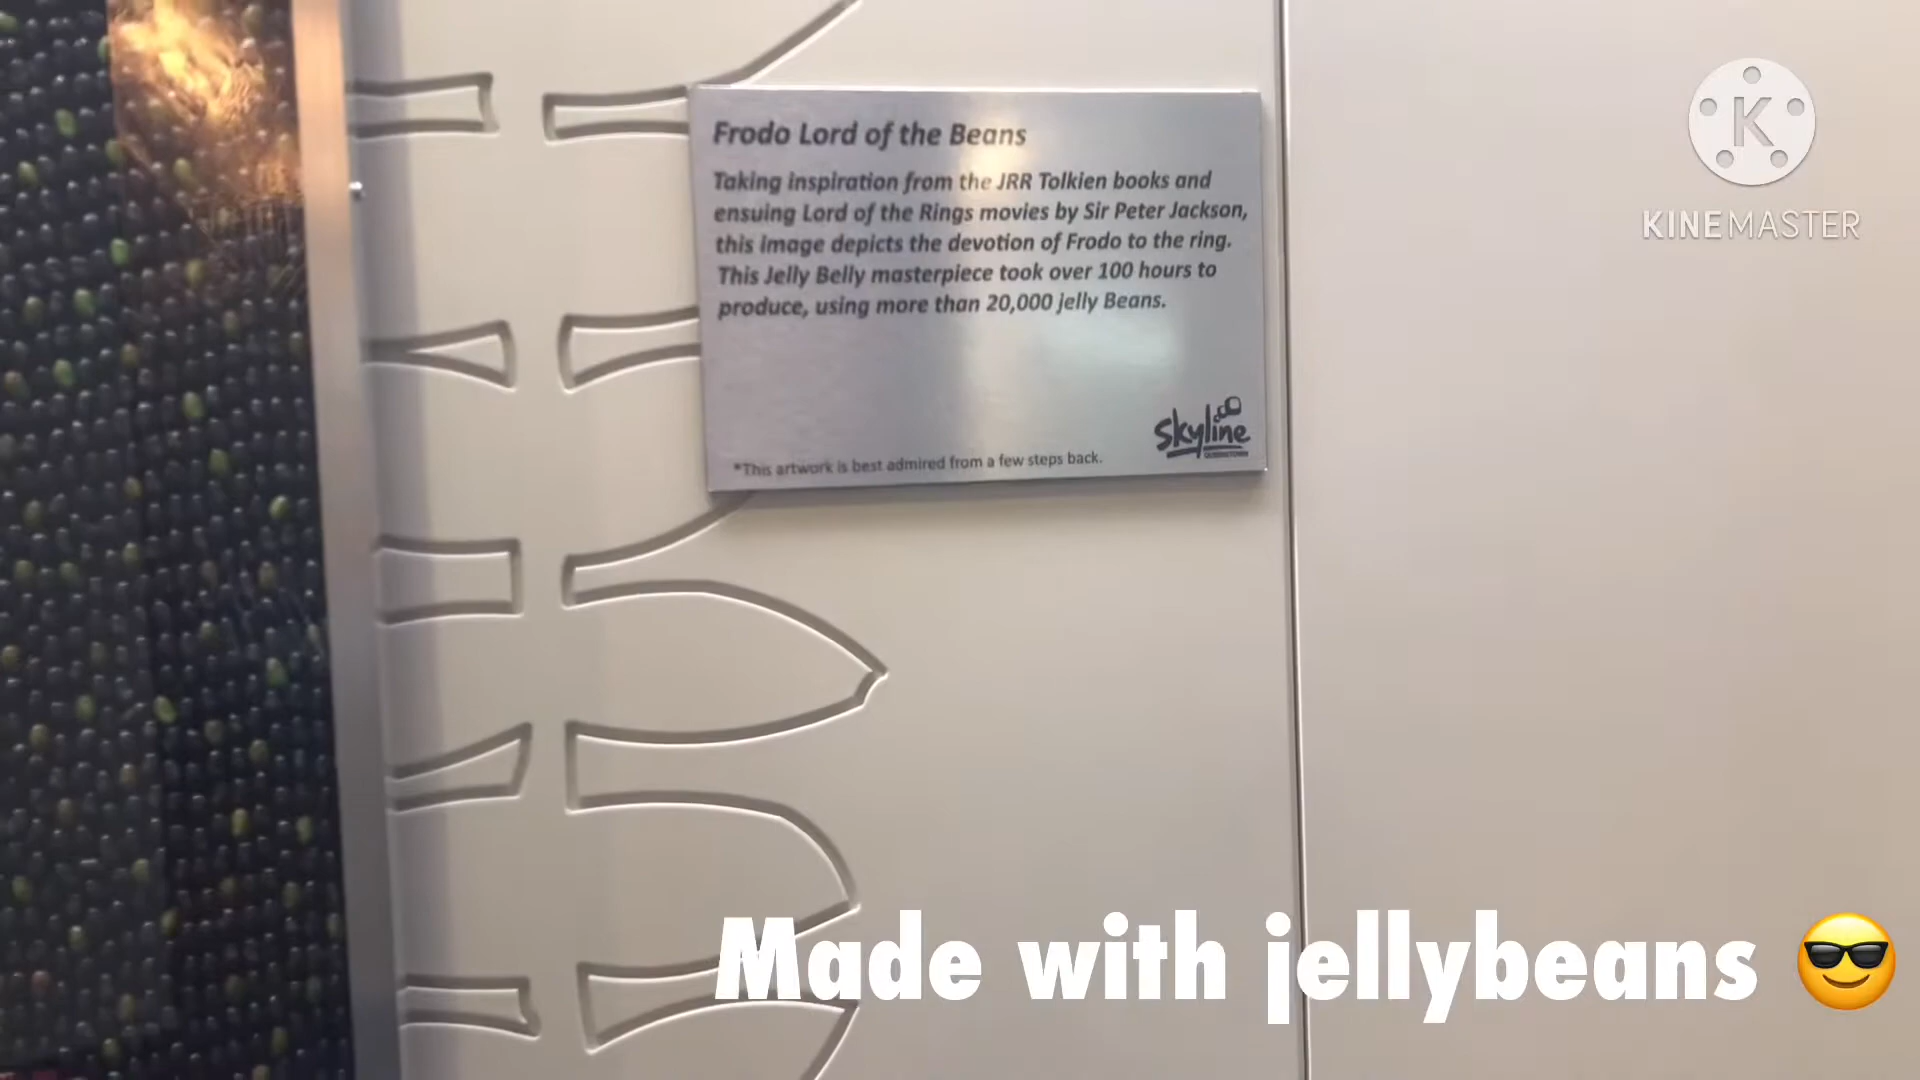 Frodo Lord of the Beans
Taking inspiration from the JRR Tolkien books and
ensuing Lord of the Rings movies by Sir Peter Jackson,
this image depicts the devotion of Frodo to the ring.
This Jelly Belly masterpiece took over 100 hours to
produce, using more than 20,000 jelly Beans.
Skyline
QUEENSTOWN
*This artwork is best admired from a few steps back.
K
KINEMASTER
Made with jellybeans 😎